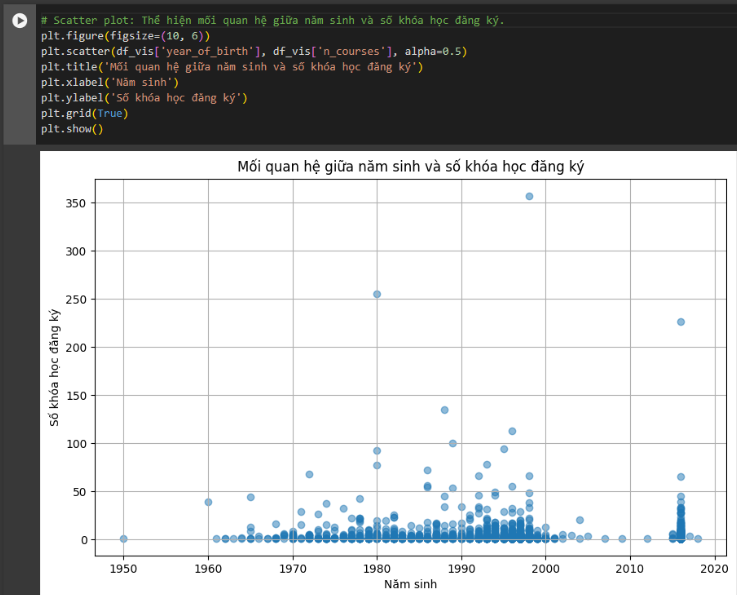 # Scatter plot: Thể hiện mối quan hệ giữa năm sinh và số khóa học đăng ký.
plt.figure(figsize=(10, 6))
plt.scatter(df_vis['year_of_birth'], df_vis['n_courses'], alpha=0.5)
plt.title('Mối quan hệ giữa năm sinh và số khóa học đăng ký')
plt.xlabel('Năm sinh')
plt.ylabel('Số khóa học đăng ký')
plt.grid(True)
plt.show()
Mối quan hệ giữa năm sinh và số khóa học đăng ký
350
300
250
200
150
100
50
0
Số khóa học đăng ký
1950 1960 1970 1980 1990 2000 2010 2020
Năm sinh